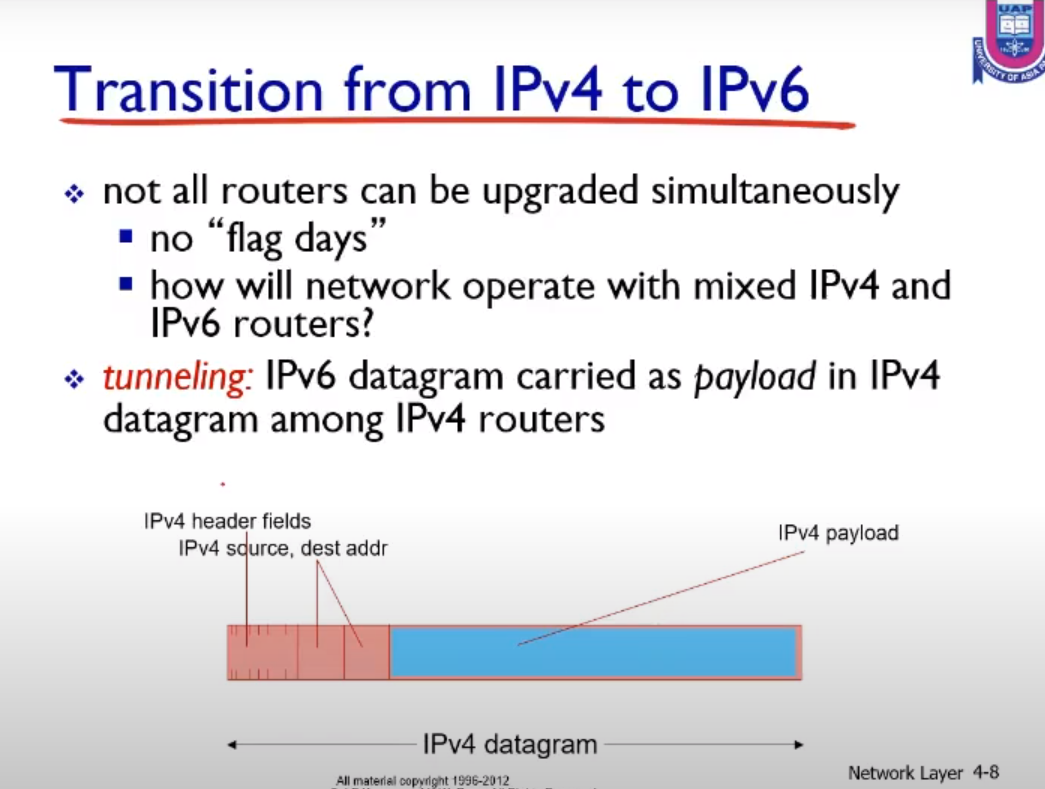 UAP
UNIVERSITY OF ASIA PA
Transition from IPv4 to IPv6
not all routers can be upgraded simultaneously
no “flag days”
how will network operate with mixed IPv4 and
IPv6 routers?
tunneling: IPv6 datagram carried as payload in IPv4
datagram among IPv4 routers
IPv4 header fields
IPv4 source, dest addr
IPv4 payload
IPv4 datagram
Network Layer 4-8
All material copyright 1996-2012